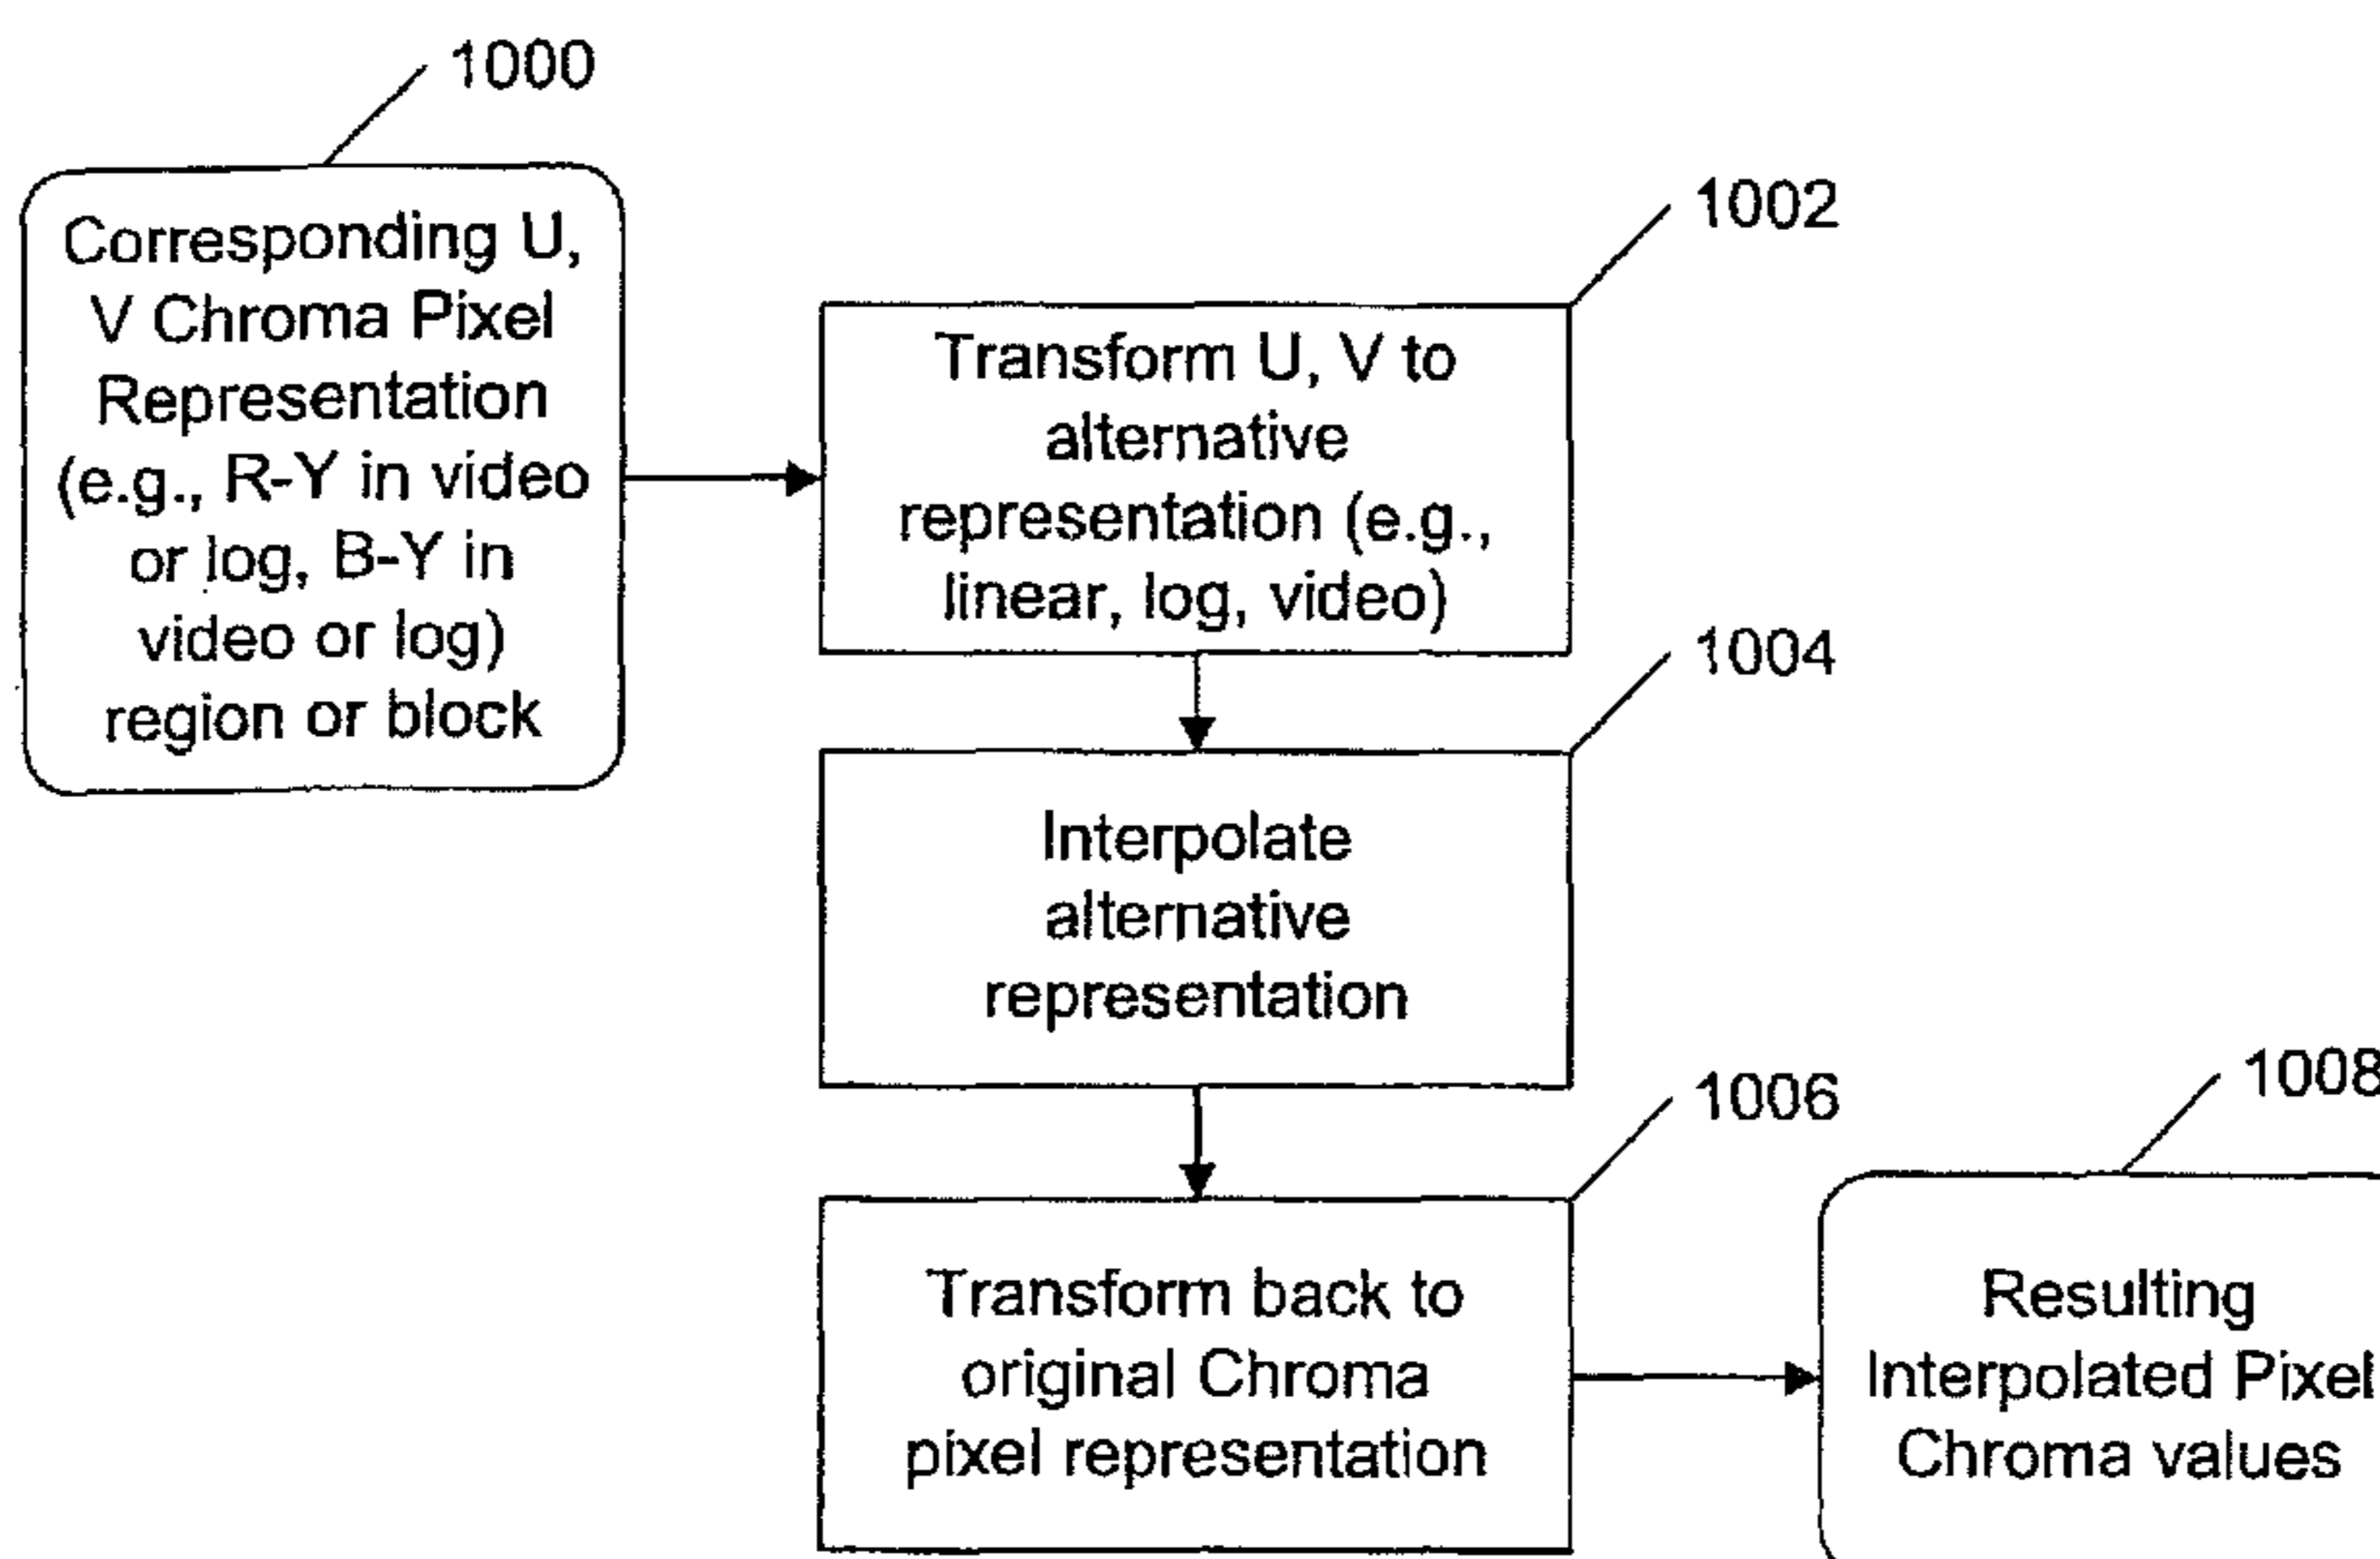 1000
Corresponding U,
V Chroma Pixel
Representation
(e.g., R-Y in video
or log, B-Y in
video or log)
region or block
1002
Transform U, V to
alternative
representation (e.g.,
linear, log, video)
1004
Interpolate
alternative
representation
1006
Transform back to
original Chroma
pixel representation
1008
Resulting
Interpolated Pixel
Chroma values